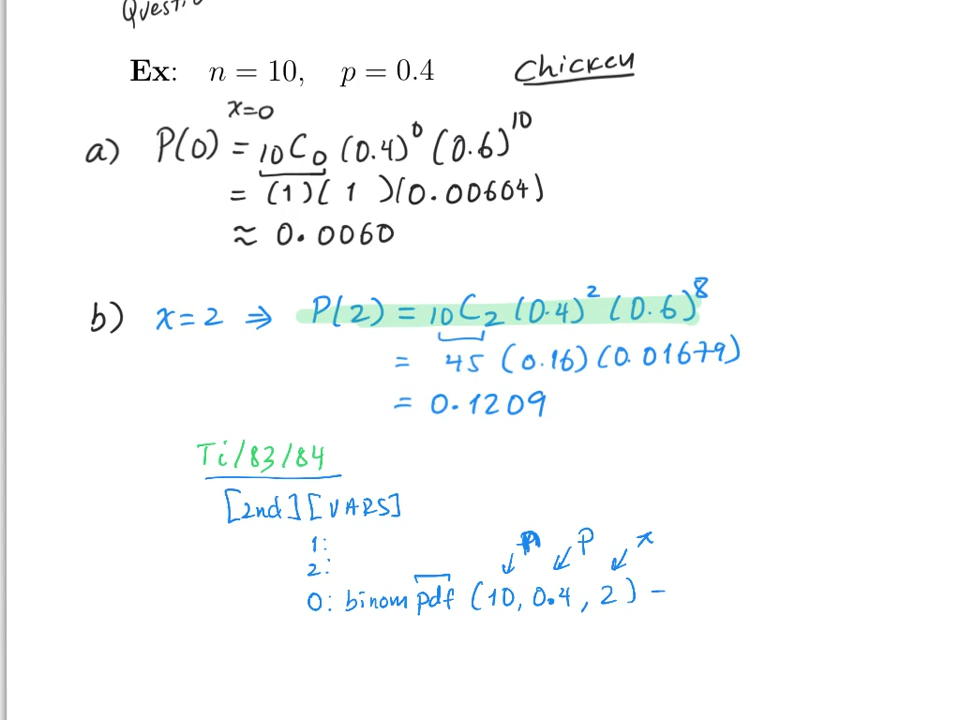 Ex: n = 10, p = 0.4 Chickey
x=0
a) P(0) = 10C0 (0.4)^0 (0.6)^10
= (1)( 1 )(0.00604)
≈ 0.0060
b) x=2 ⇒ P(2) = 10C2 (0.4)^2 (0.6)^8
= 45 (0.16)(0.01679)
= 0.1209
Ti/83/84
[2nd][VARS]
1:
2:
n P x
0: binom pdf (10, 0.4, 2) -